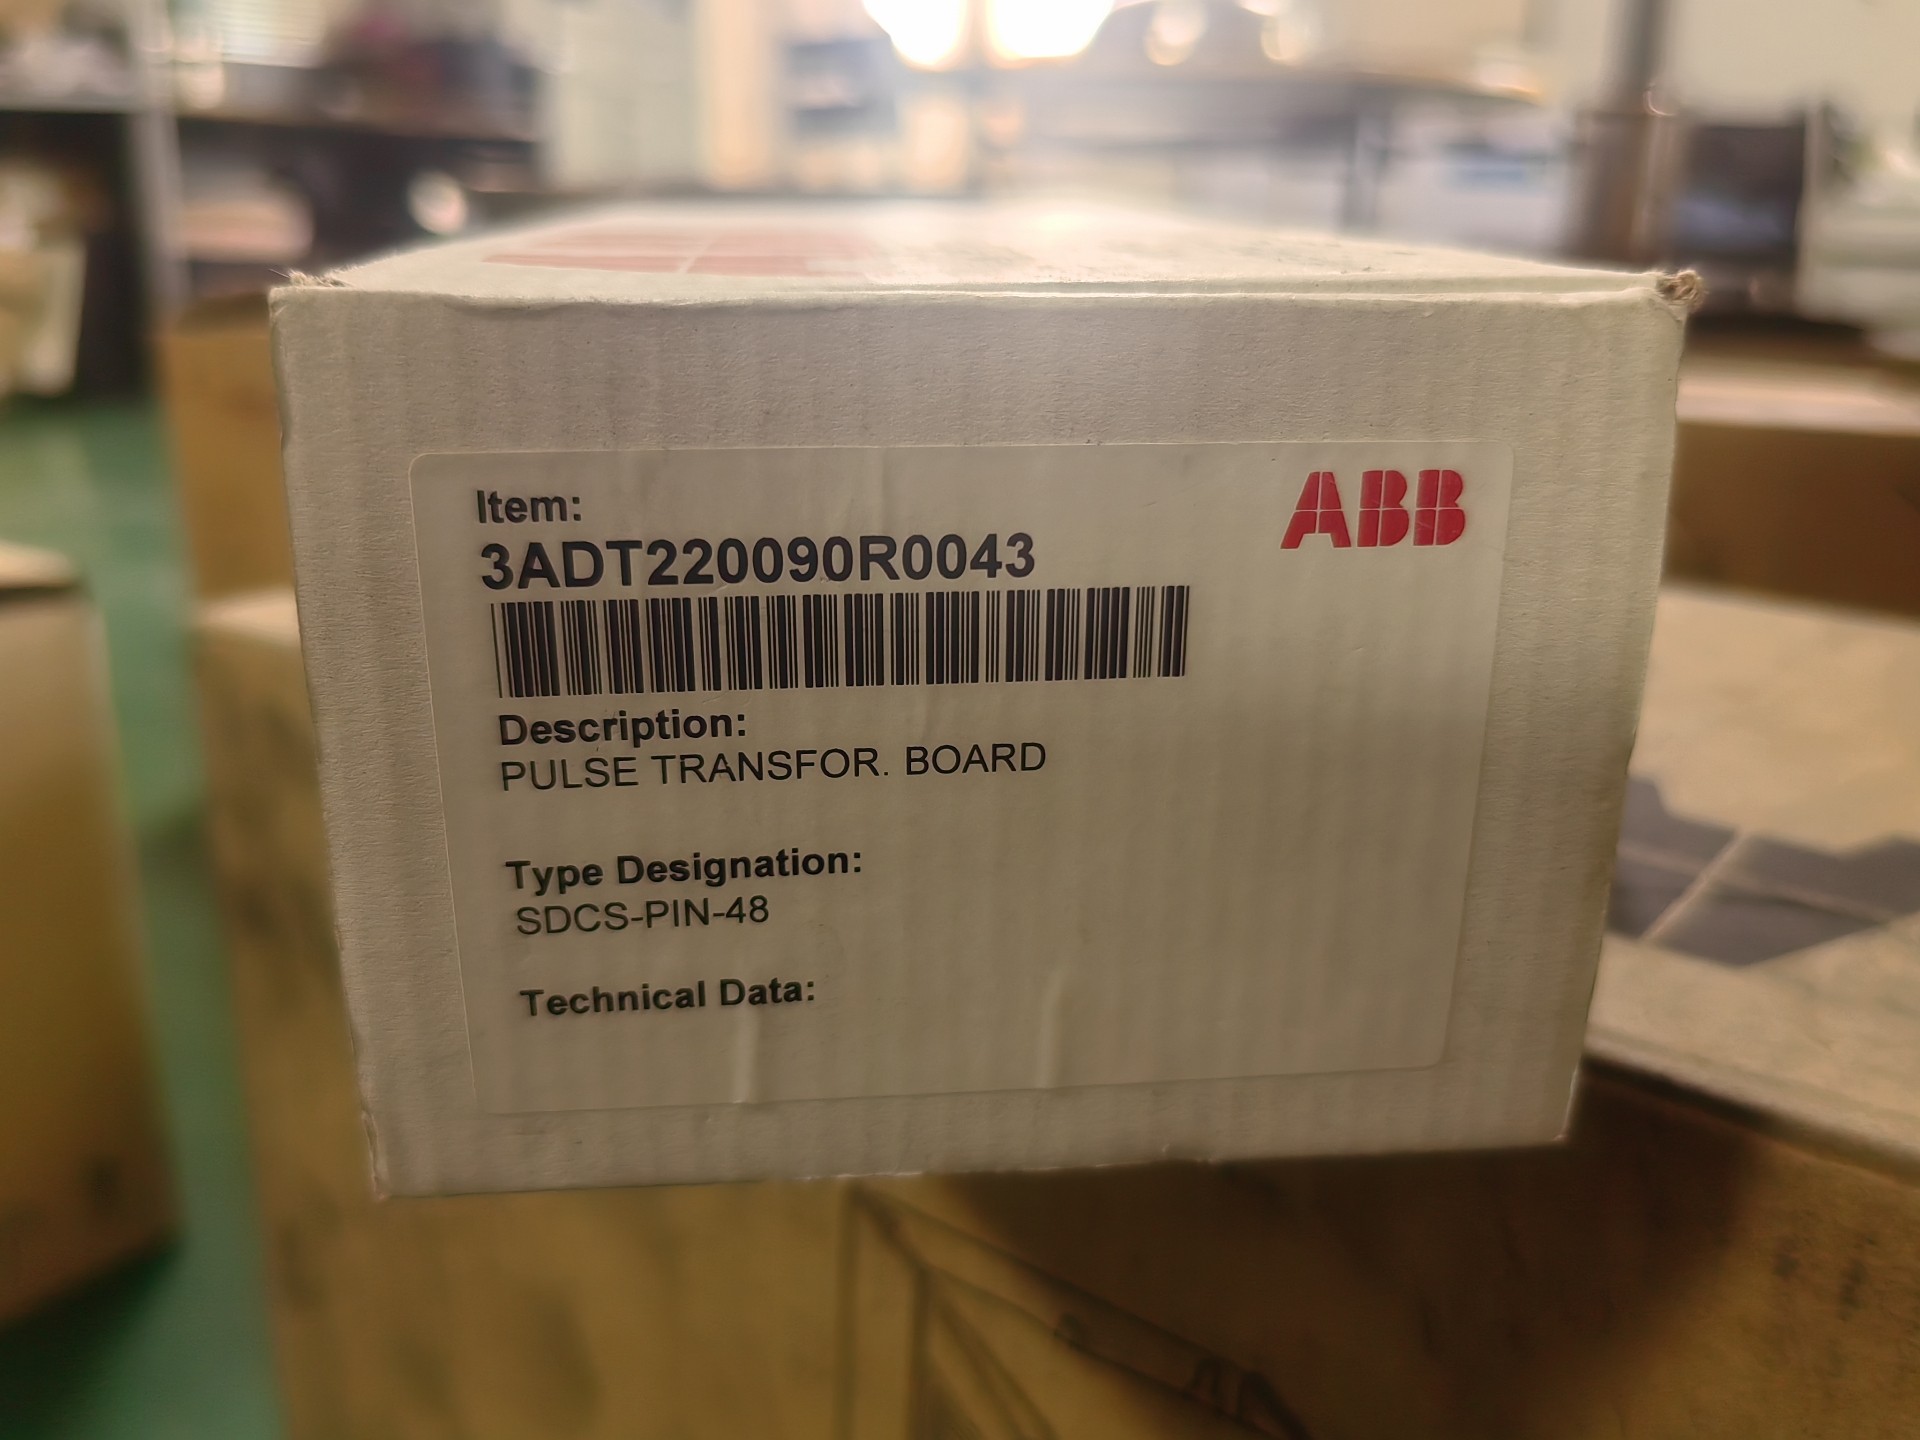 ABB
Item:
3ADT220090R0043
Description:
PULSE TRANSFOR. BOARD
Type Designation:
SDCS-PIN-48
Technical Data: